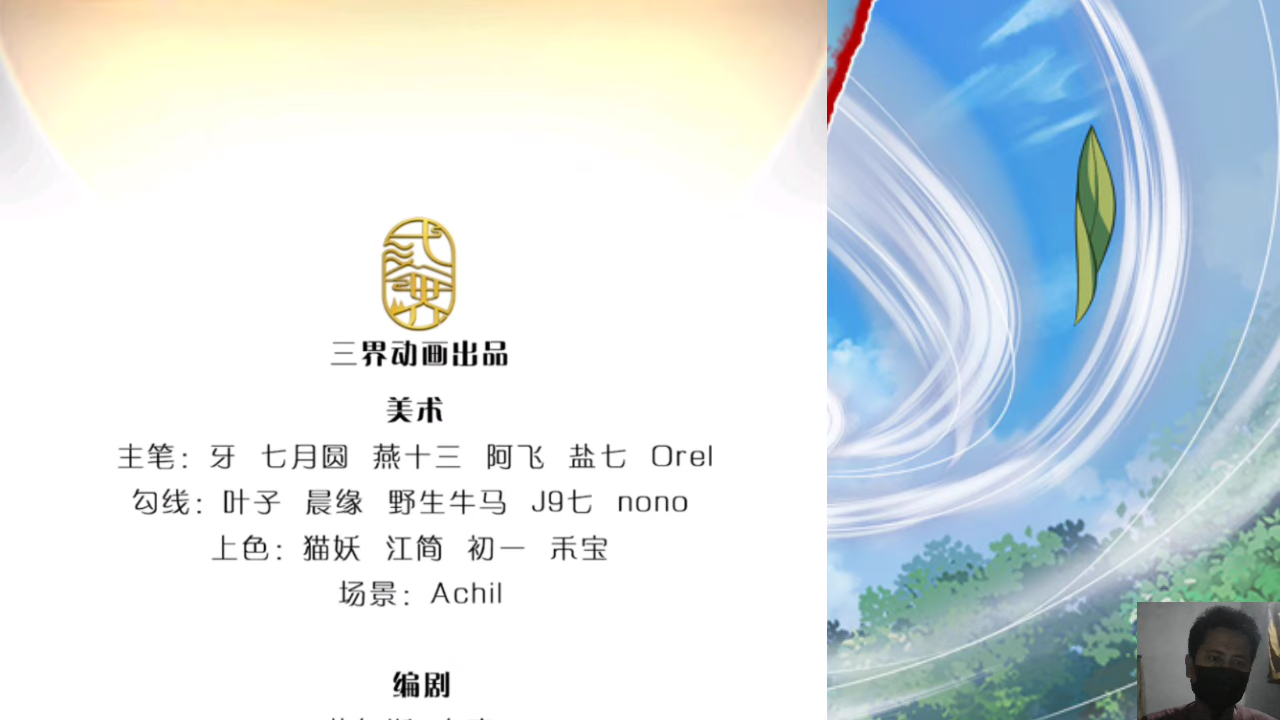 三界动画出品
美术
主笔：牙 七月圆 燕十三 阿飞 盐七 Orel
勾线：叶子 晨缘 野生牛马 J9七 nono
上色：猫妖 江简 初一 禾宝
场景：Achil
编剧